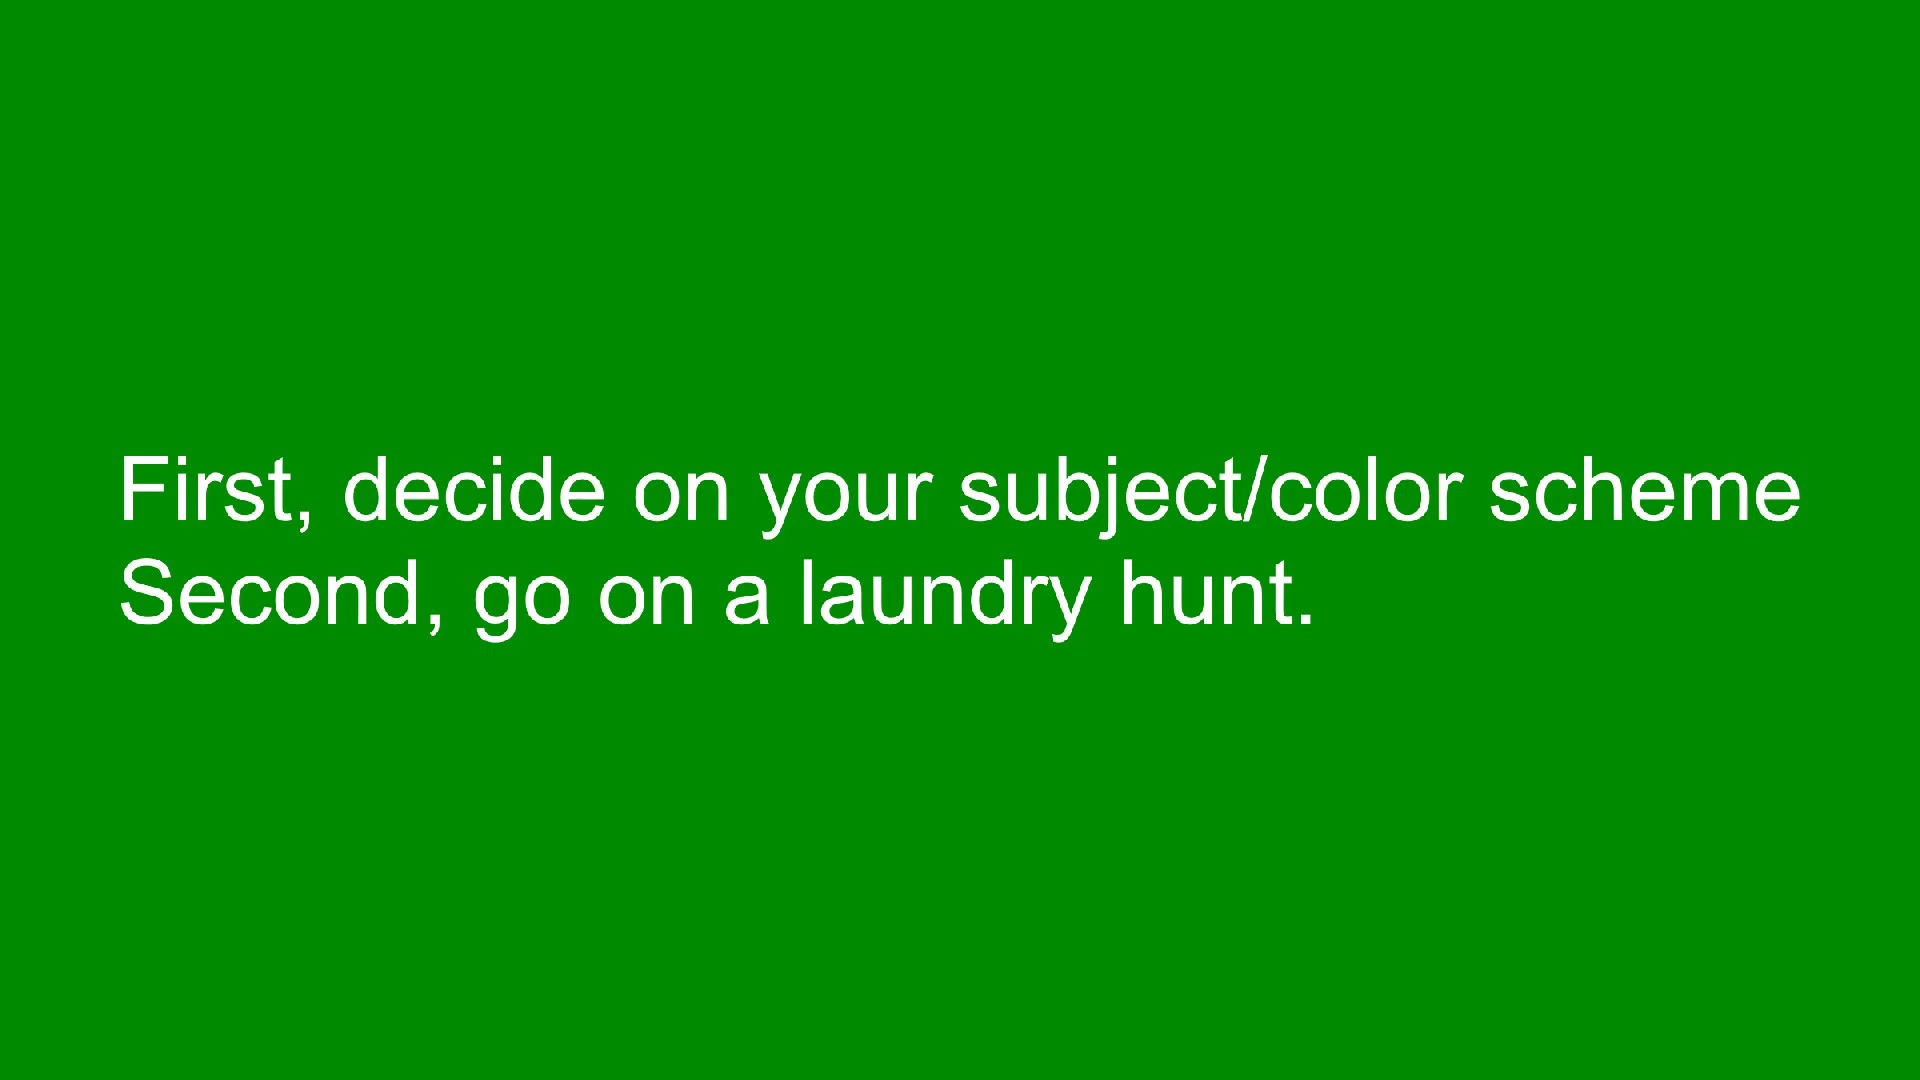 First, decide on your subject/color scheme
Second, go on a laundry hunt.